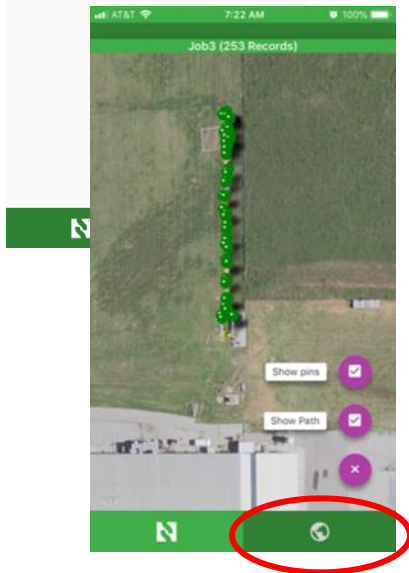 AT&T 7:22 AM 100%
Job3 (253 Records)
Show pins
Show Path